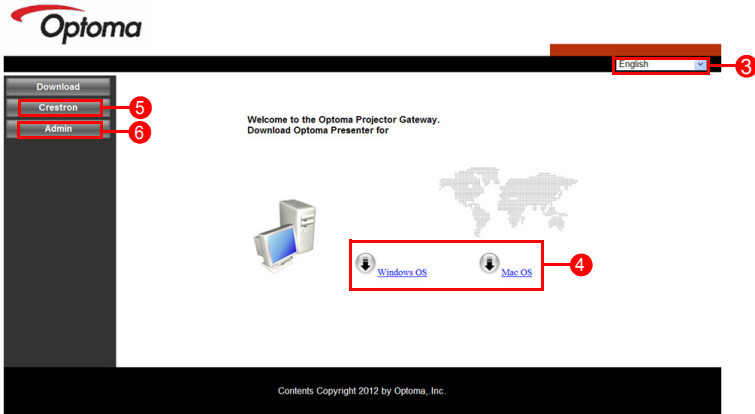 Optoma
English
3
Download
Crestron
5
Admin
6
Welcome to the Optoma Projector Gateway.
Download Optoma Presenter for
Windows OS
Mac OS
4
Contents Copyright 2012 by Optoma,.Inc.